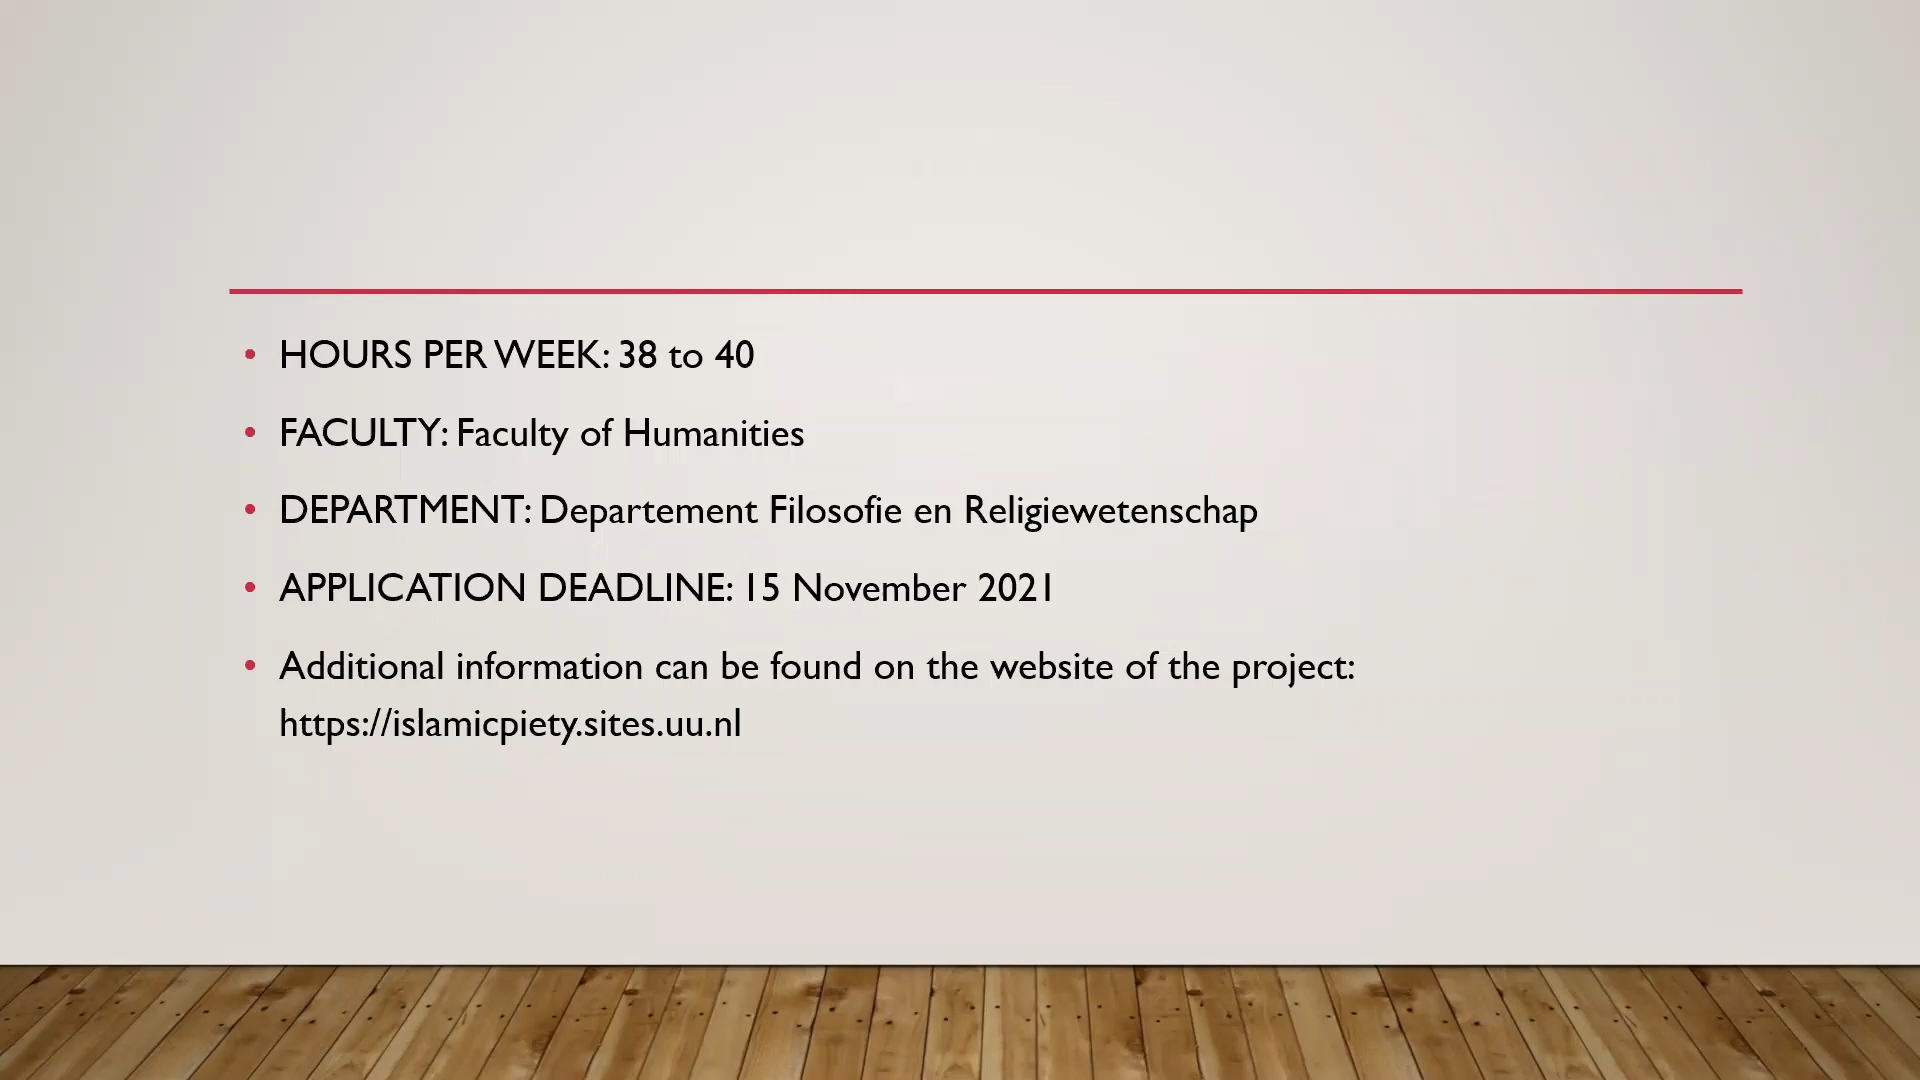 • HOURS PER WEEK: 38 to 40
• FACULTY: Faculty of Humanities
• DEPARTMENT: Departement Filosofie en Religiewetenschap
• APPLICATION DEADLINE: 15 November 2021
• Additional information can be found on the website of the project:
https://islamicpiety.sites.uu.nl